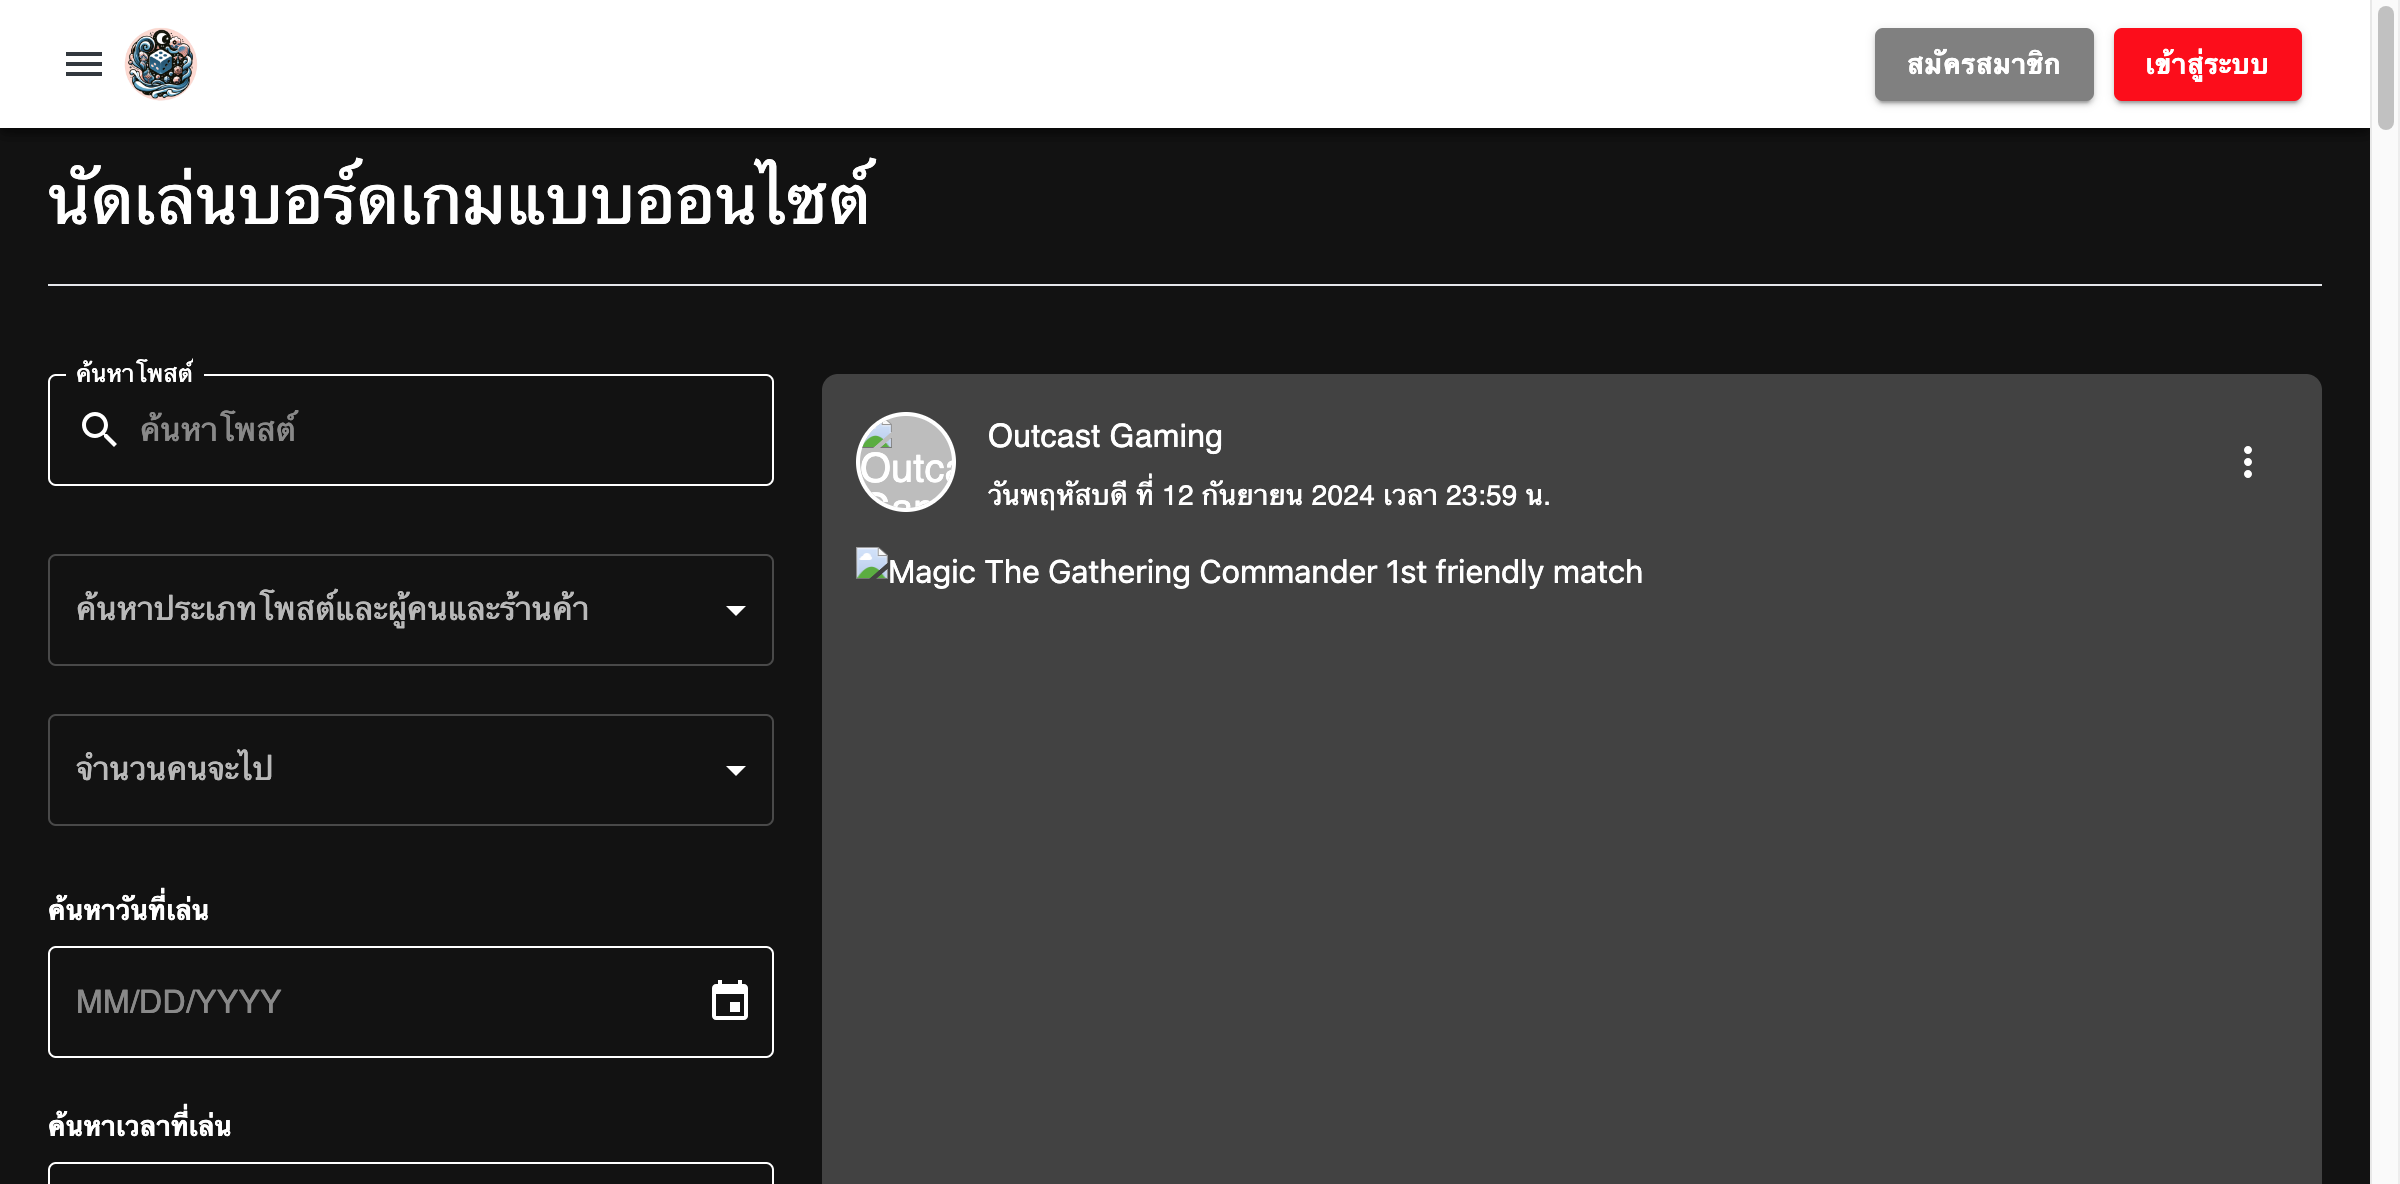 สมัครสมาชิก
เข้าสู่ระบบ
นัดเล่นบอร์ดเกมแบบออนไซต์
ค้นหาโพสต์
ค้นหาโพสต์
ค้นหาประเภทโพสต์และผู้คนและร้านค้า
จำนวนคนจะไป
ค้นหาวันที่เล่น
MM/DD/YYYY
ค้นหาเวลาที่เล่น
Outcast Gaming
วันพฤหัสบดี ที่ 12 กันยายน 2024 เวลา 23:59 น.
Magic The Gathering Commander 1st friendly match